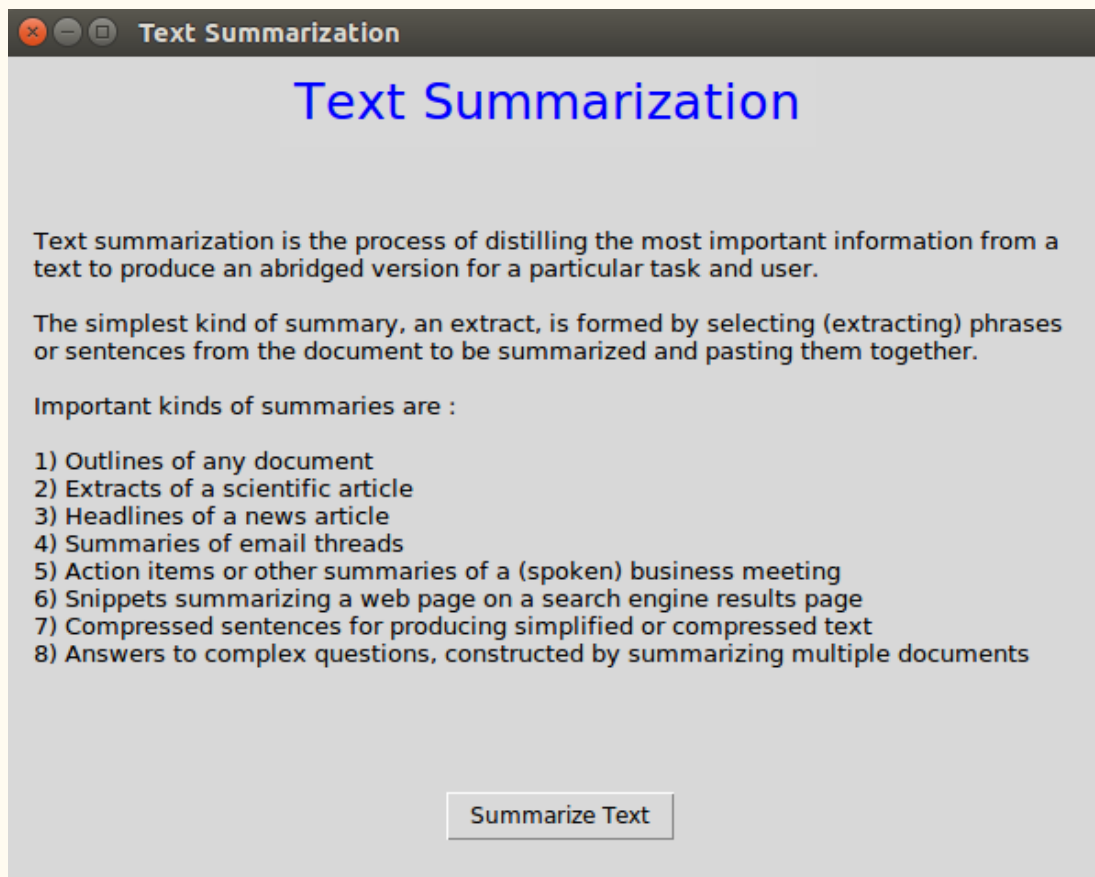 Text Summarization
Text Summarization
Text summarization is the process of distilling the most important information from a
text to produce an abridged version for a particular task and user.
The simplest kind of summary, an extract, is formed by selecting (extracting) phrases
or sentences from the document to be summarized and pasting them together.
Important kinds of summaries are :
1) Outlines of any document
2) Extracts of a scientific article
3) Headlines of a news article
4) Summaries of email threads
5) Action items or other summaries of a (spoken) business meeting
6) Snippets summarizing a web page on a search engine results page
7) Compressed sentences for producing simplified or compressed text
8) Answers to complex questions, constructed by summarizing multiple documents
Summarize Text